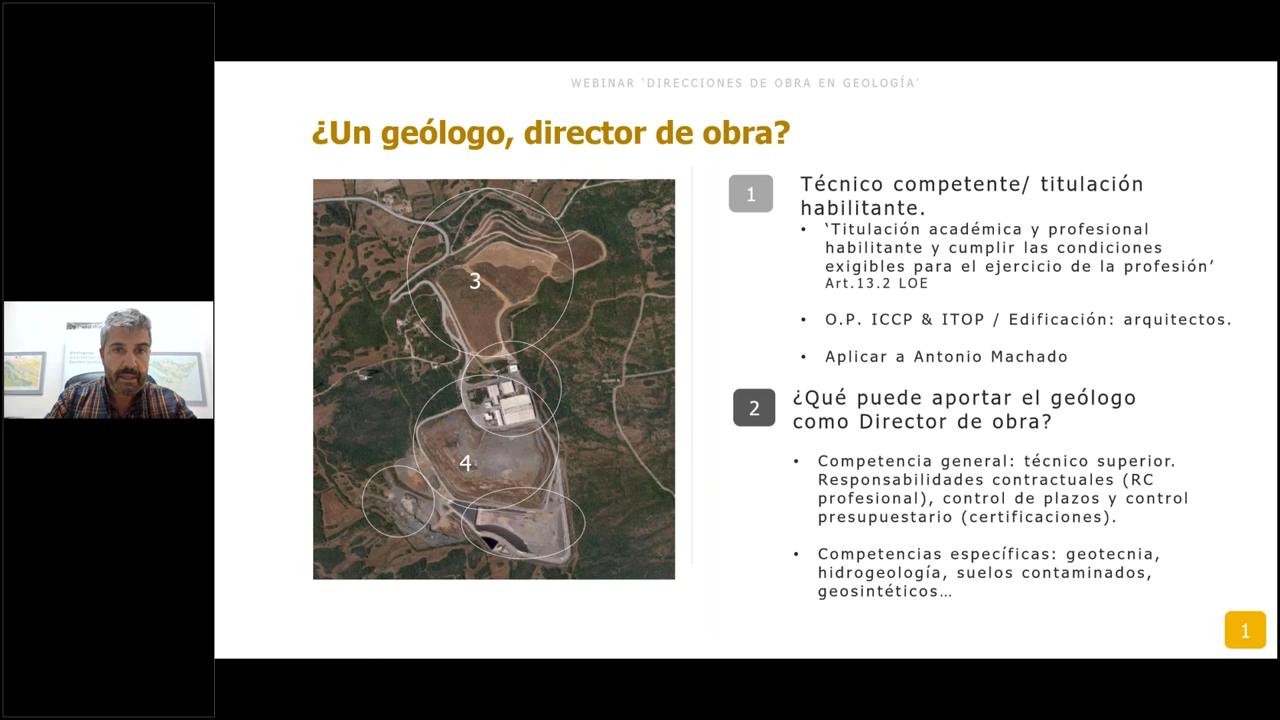 WEBINAR ‘DIRECCIONES DE OBRA EN GEOLOGÍA’
¿Un geólogo, director de obra?
3
4
1
Técnico competente/ titulación
habilitante.
• ‘Titulación académica y profesional
habilitante y cumplir las condiciones
exigibles para el ejercicio de la profesión’
Art.13.2 LOE
• O.P. ICCP & ITOP / Edificación: arquitectos.
• Aplicar a Antonio Machado
2
¿Qué puede aportar el geólogo
como Director de obra?
• Competencia general: técnico superior.
Responsabilidades contractuales (RC
profesional), control de plazos y control
presupuestario (certificaciones).
• Competencias específicas: geotecnia,
hidrogeología, suelos contaminados,
geosintéticos…
1